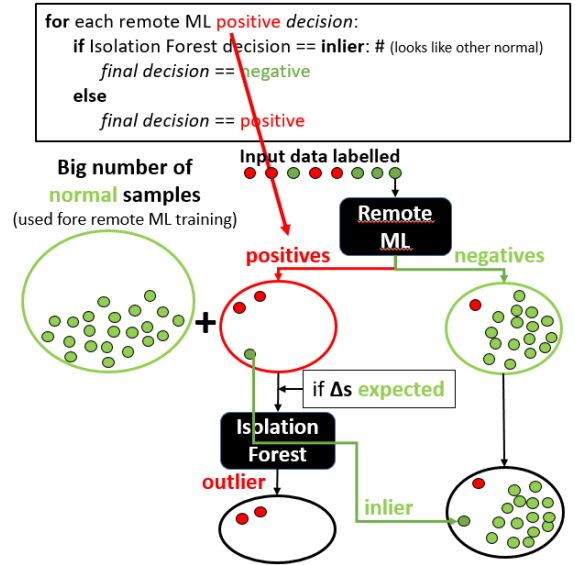 for each remote ML positive decision:
if Isolation Forest decision == inlier: # (looks like other normal)
final decision == negative
else
final decision == positive
Input data labelled
Big number of
normal samples
(used fore remote ML training)
Remote
ML
positives
negatives
+
if Δs expected
Isolation
Forest
outlier
inlier